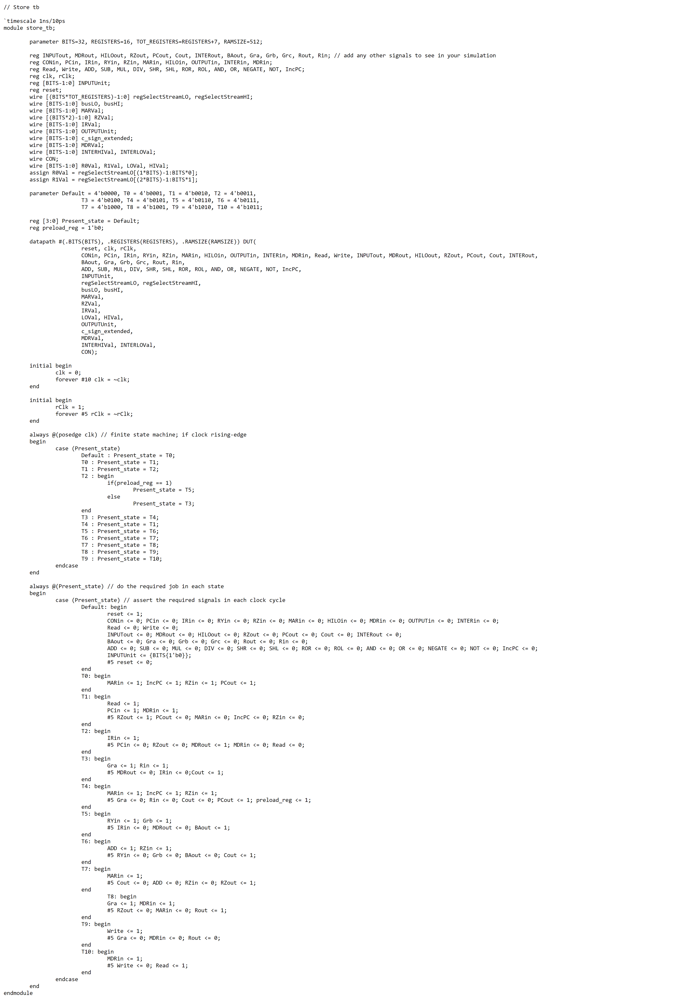 // Store tb

`timescale 1ns/10ps
module store_tb;

	parameter BITS=32, REGISTERS=16, TOT_REGISTERS=REGISTERS+7, RAMSIZE=512;

	reg INPUTout, MDRout, HILOout, RZout, PCout, Cout, INTERout, BAout, Gra, Grb, Grc, Rout, Rin; // add any other signals to see in your simulation
	reg CONin, PCin, IRin, RYin, RZin, MARin, HILOin, OUTPUTin, INTERin, MDRin;
	reg Read, Write, ADD, SUB, MUL, DIV, SHR, SHL, ROR, ROL, AND, OR, NEGATE, NOT, IncPC;
	reg clk, rClk;
	reg [BITS-1:0] INPUTUnit;
	reg reset;
	wire [(BITS*TOT_REGISTERS)-1:0] regSelectStreamLO, regSelectStreamHI;
	wire [BITS-1:0] busLO, busHI;
	wire [BITS-1:0] MARVal;
	wire [(BITS*2)-1:0] RZVal;
	wire [BITS-1:0] IRVal;
	wire [BITS-1:0] OUTPUTUnit;
	wire [BITS-1:0] c_sign_extended;
	wire [BITS-1:0] MDRVal;
	wire [BITS-1:0] INTERHIVal, INTERLOVal;
	wire CON;
	wire [BITS-1:0] R0Val, R1Val, LOVal, HIVal;
	assign R0Val = regSelectStreamLO[(1*BITS)-1:BITS*0];
	assign R1Val = regSelectStreamLO[(2*BITS)-1:BITS*1];

	parameter Default = 4'b0000, T0 = 4'b0001, T1 = 4'b0010, T2 = 4'b0011,
			T3 = 4'b0100, T4 = 4'b0101, T5 = 4'b0110, T6 = 4'b0111,
			T7 = 4'b1000, T8 = 4'b1001, T9 = 4'b1010, T10 = 4'b1011;

	reg [3:0] Present_state = Default;
	reg preload_reg = 1'b0;

	datapath #(.BITS(BITS), .REGISTERS(REGISTERS), .RAMSIZE(RAMSIZE)) DUT(
			reset, clk, rClk,
			CONin, PCin, IRin, RYin, RZin, MARin, HILOin, OUTPUTin, INTERin, MDRin, Read, Write, INPUTout, MDRout, HILOout, RZout, PCout, Cout, INTERout,
			BAout, Gra, Grb, Grc, Rout, Rin,
			ADD, SUB, MUL, DIV, SHR, SHL, ROR, ROL, AND, OR, NEGATE, NOT, IncPC,
			INPUTUnit,
			regSelectStreamLO, regSelectStreamHI,
			busLO, busHI,
			MARVal,
			RZVal,
			IRVal,
			LOVal, HIVal,
			OUTPUTUnit,
			c_sign_extended,
			MDRVal,
			INTERHIVal, INTERLOVal,
			CON);

	initial begin
		clk = 0;
		forever #10 clk = ~clk;
	end

	initial begin
		rClk = 1;
		forever #5 rClk = ~rClk;
	end

	always @(posedge clk) // finite state machine; if clock rising-edge
	begin
		case (Present_state)
			Default : Present_state = T0;
			T0 : Present_state = T1;
			T1 : Present_state = T2;
			T2 : begin
				if(preload_reg == 1)
					Present_state = T5;
				else
					Present_state = T3;
			end
			T3 : Present_state = T4;
			T4 : Present_state = T1;
			T5 : Present_state = T6;
			T6 : Present_state = T7;
			T7 : Present_state = T8;
			T8 : Present_state = T9;
			T9 : Present_state = T10;
		endcase
	end

	always @(Present_state) // do the required job in each state
	begin
		case (Present_state) // assert the required signals in each clock cycle
			Default: begin
				reset <= 1;
				CONin <= 0; PCin <= 0; IRin <= 0; RYin <= 0; RZin <= 0; MARin <= 0; HILOin <= 0; MDRin <= 0; OUTPUTin <= 0; INTERin <= 0;
				Read <= 0; Write <= 0;
				INPUTout <= 0; MDRout <= 0; HILOout <= 0; RZout <= 0; PCout <= 0; Cout <= 0; INTERout <= 0;
				BAout <= 0; Gra <= 0; Grb <= 0; Grc <= 0; Rout <= 0; Rin <= 0;
				ADD <= 0; SUB <= 0; MUL <= 0; DIV <= 0; SHR <= 0; SHL <= 0; ROR <= 0; ROL <= 0; AND <= 0; OR <= 0; NEGATE <= 0; NOT <= 0; IncPC <= 0;
				INPUTUnit <= {BITS{1'b0}};
				#5 reset <= 0;
			end
			T0: begin
				MARin <= 1; IncPC <= 1; RZin <= 1; PCout <= 1;
			end
			T1: begin
				Read <= 1;
				PCin <= 1; MDRin <= 1;
				#5 RZout <= 1; PCout <= 0; MARin <= 0; IncPC <= 0; RZin <= 0;
			end
			T2: begin
				IRin <= 1;
				#5 PCin <= 0; RZout <= 0; MDRout <= 1; MDRin <= 0; Read <= 0;
			end
			T3: begin
				Gra <= 1; Rin <= 1;
				#5 MDRout <= 0; IRin <= 0;Cout <= 1;
			end
			T4: begin
				MARin <= 1; IncPC <= 1; RZin <= 1;
				#5 Gra <= 0; Rin <= 0; Cout <= 0; PCout <= 1; preload_reg <= 1;
			end
			T5: begin
				RYin <= 1; Grb <= 1;
				#5 IRin <= 0; MDRout <= 0; BAout <= 1;
			end
			T6: begin
				ADD <= 1; RZin <= 1;
				#5 RYin <= 0; Grb <= 0; BAout <= 0; Cout <= 1;
			end
			T7: begin
				MARin <= 1;
				#5 Cout <= 0; ADD <= 0; RZin <= 0; RZout <= 1;
			end
				T8: begin
				Gra <= 1; MDRin <= 1;
				#5 RZout <= 0; MARin <= 0; Rout <= 1;
			end
			T9: begin
				Write <= 1;
				#5 Gra <= 0; MDRin <= 0; Rout <= 0;
			end
			T10: begin
				MDRin <= 1;
				#5 Write <= 0; Read <= 1;
			end
		endcase
	end
endmodule